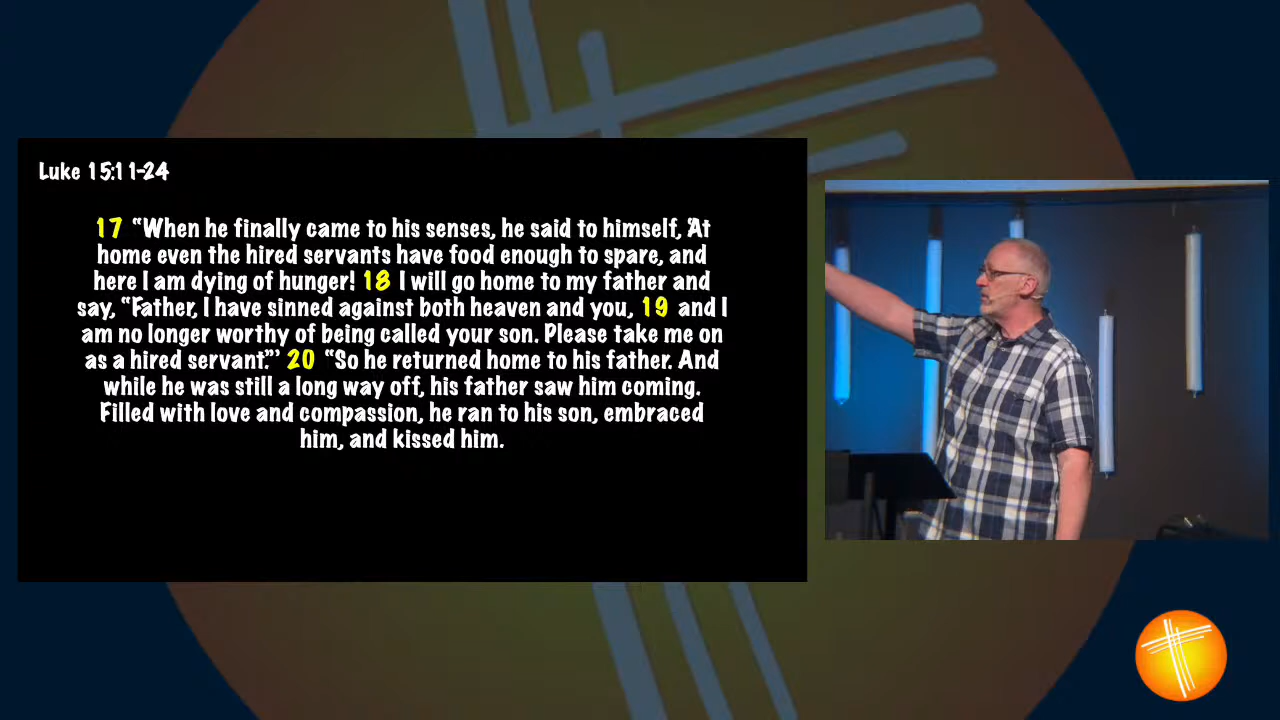 Luke 15:11-24
17 “When he finally came to his senses, he said to himself, ‘At
home even the hired servants have food enough to spare, and
here I am dying of hunger! 18 I will go home to my father and
say, “Father, I have sinned against both heaven and you, 19 and I
am no longer worthy of being called your son. Please take me on
as a hired servant.”’ 20 “So he returned home to his father. And
while he was still a long way off, his father saw him coming.
Filled with love and compassion, he ran to his son, embraced
him, and kissed him.